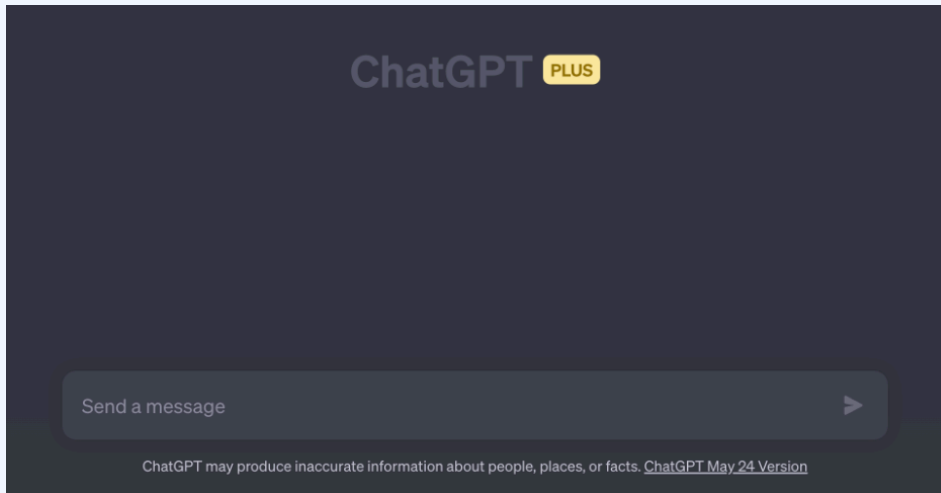 ChatGPT PLUS
Send a message
ChatGPT may produce inaccurate information about people, places, or facts. ChatGPT May 24 Version